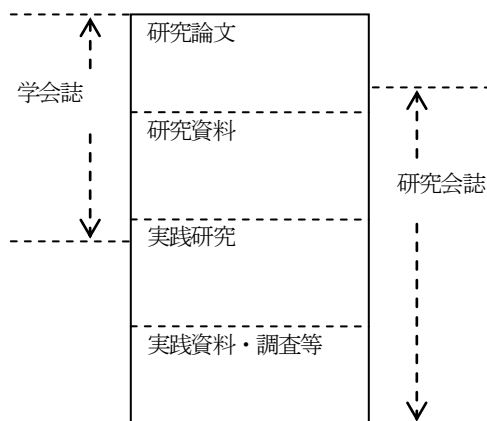 研究論文
学会誌
研究資料
研究会誌
実践研究
実践資料・調査等